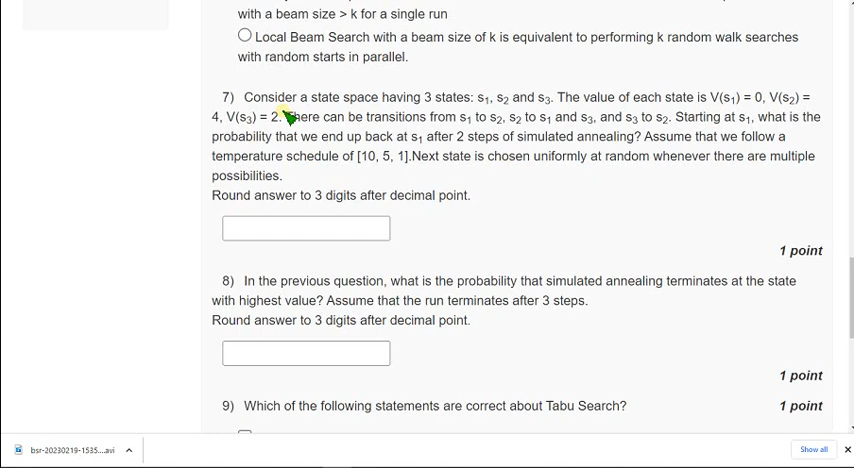 with a beam size > k for a single run
Local Beam Search with a beam size of k is equivalent to performing k random walk searches
with random starts in parallel.
7) Consider a state space having 3 states: s₁, s₂ and s₃. The value of each state is V(s₁) = 0, V(s₂) =
4, V(s₃) = 2. There can be transitions from s₁ to s₂, s₂ to s₁ and s₃, and s₃ to s₂. Starting at s₁, what is the
probability that we end up back at s₁ after 2 steps of simulated annealing? Assume that we follow a
temperature schedule of [10, 5, 1].Next state is chosen uniformly at random whenever there are multiple
possibilities.
Round answer to 3 digits after decimal point.
1 point
8) In the previous question, what is the probability that simulated annealing terminates at the state
with highest value? Assume that the run terminates after 3 steps.
Round answer to 3 digits after decimal point.
1 point
9) Which of the following statements are correct about Tabu Search? 1 point
bsr-20230219-1535....avi
Show all